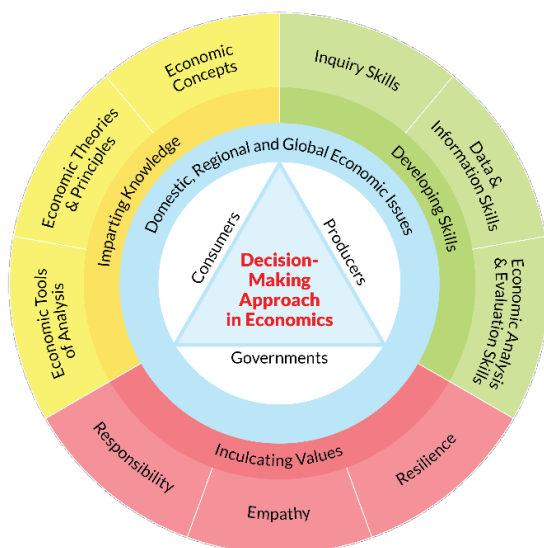 Economic
Concepts
Inquiry Skills
Economic Theories
& Principles
Data &
Information Skills
Imparting Knowledge
Developing Skills
Domestic, Regional and Global Economic Issues
Consumers
Producers
Decision-
Making
Approach
in Economics
Governments
Economic Tools
of Analysis
Economic Analysis
& Evaluation Skills
Inculcating Values
Responsibility
Empathy
Resilience